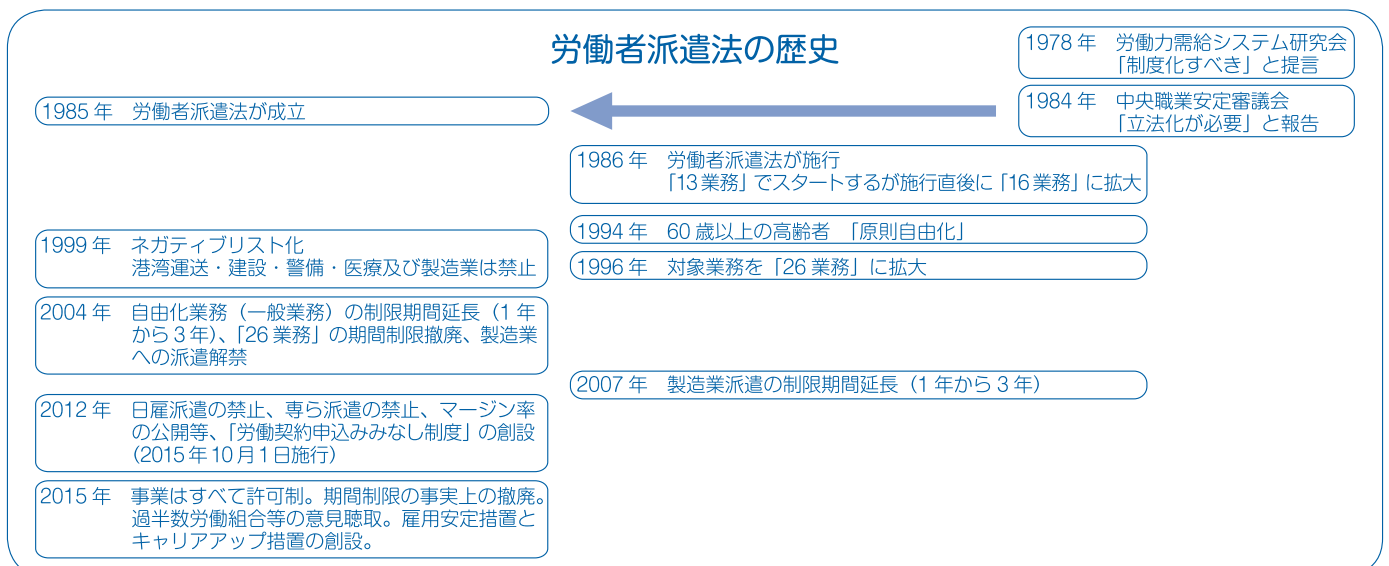 労働者派遣法の歴史
1978年 労働力需給システム研究会
「制度化すべき」と提言
1984年 中央職業安定審議会
「立法化が必要」と報告
1985年 労働者派遣法が成立
1986年 労働者派遣法が施行
「13業務」でスタートするが施行直後に「16業務」に拡大
1994年 60歳以上の高齢者 「原則自由化」
1996年 対象業務を「26業務」に拡大
1999年 ネガティブリスト化
港湾運送・建設・警備・医療及び製造業は禁止
2004年 自由化業務（一般業務）の制限期間延長（1年
から3年）、「26業務」の期間制限撤廃、製造業
への派遣解禁
2007年 製造業派遣の制限期間延長（1年から3年）
2012年 日雇派遣の禁止、専ら派遣の禁止、マージン率
の公開等、「労働契約申込みみなし制度」の創設
（2015年10月1日施行）
2015年 事業はすべて許可制。期間制限の事実上の撤廃。
過半数労働組合等の意見聴取。雇用安定措置と
キャリアアップ措置の創設。